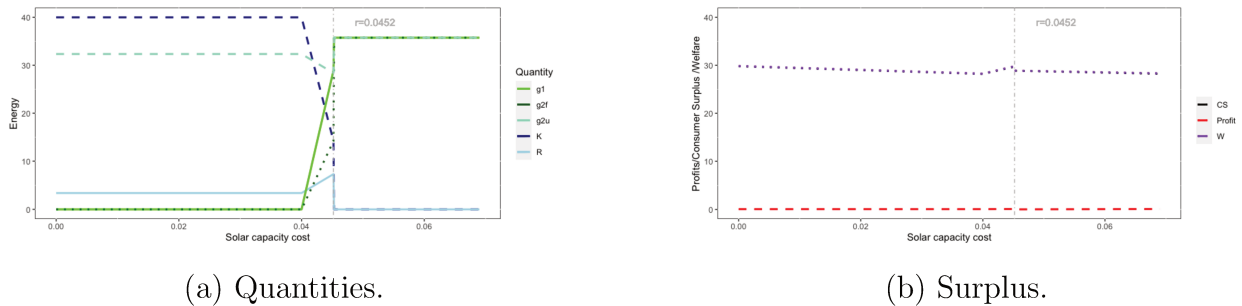 40
30
20
10
0
Energy
r=0.0452
0.00
0.02
0.04
0.06
Solar capacity cost
Quantity
g1
g2f
g2u
K
R
(a) Quantities.
40
30
20
10
0
Profits/Consumer Surplus /Welfare
r=0.0452
0.00
0.02
0.04
0.06
Solar capacity cost
CS
Profit
W
(b) Surplus.